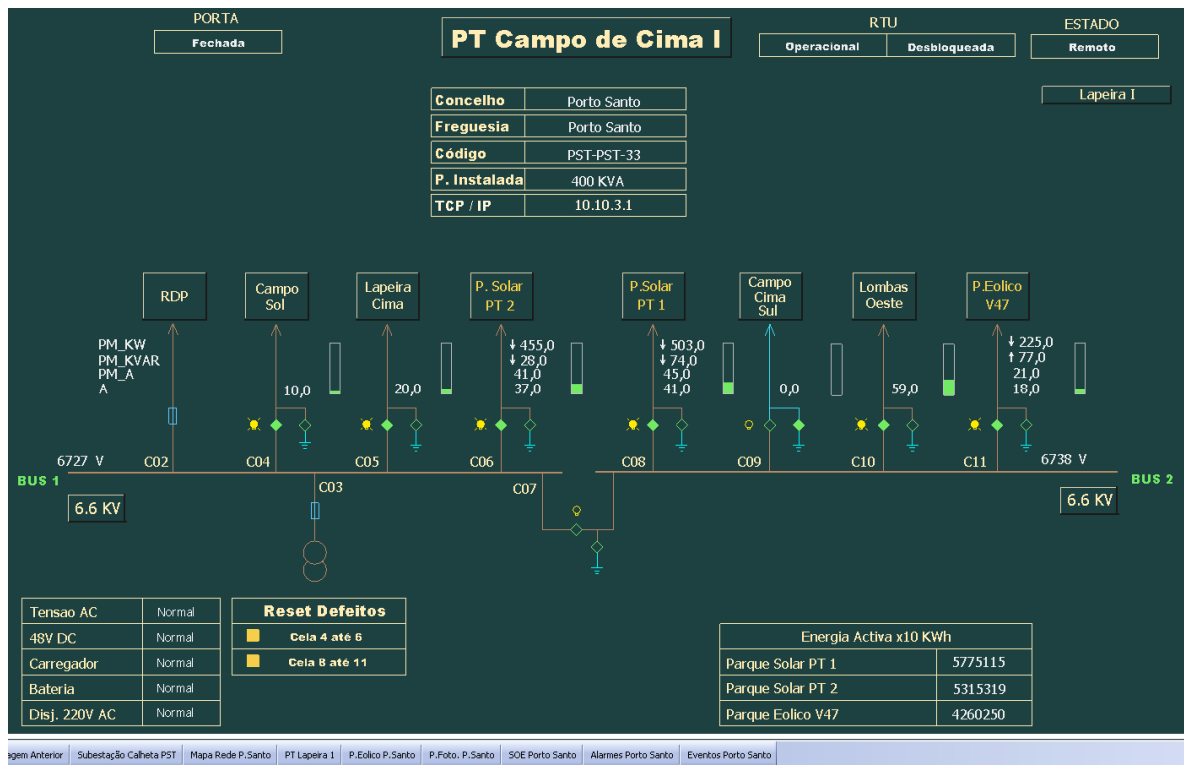 PORTA
Fechada
PT Campo de Cima I
RTU
Operacional Desbloqueada
ESTADO
Remoto
Lapeira I
Concelho Porto Santo
Freguesia Porto Santo
Código PST-PST-33
P. Instalada 400 KVA
TCP / IP 10.10.3.1
RDP
Campo
Sol
Lapeira
Cima
P. Solar
PT 2
P.Solar
PT 1
Campo
Cima
Sul
Lombas
Oeste
P.Eolico
V47
PM_KW
PM_KVAR
PM_A
A
10,0
20,0
455,0
28,0
41,0
37,0
503,0
74,0
45,0
41,0
0,0
59,0
225,0
77,0
21,0
18,0
6727 V C02 C04 C05 C06 C08 C09 C10 C11 6738 V
BUS 1
BUS 2
C03
C07
6.6 KV
6.6 KV
Tensao AC Normal
48V DC Normal
Carregador Normal
Bateria Normal
Disj. 220V AC Normal
Reset Defeitos
Cela 4 até 6
Cela 8 até 11
Energia Activa x10 KWh
Parque Solar PT 1 5775115
Parque Solar PT 2 5315319
Parque Eolico V47 4260250
agem Anterior Subestação Calheta PST Mapa Rede P.Santo PT Lapeira 1 P.Eolico P.Santo P.Foto. P.Santo SOE Porto Santo Alarmes Porto Santo Eventos Porto Santo